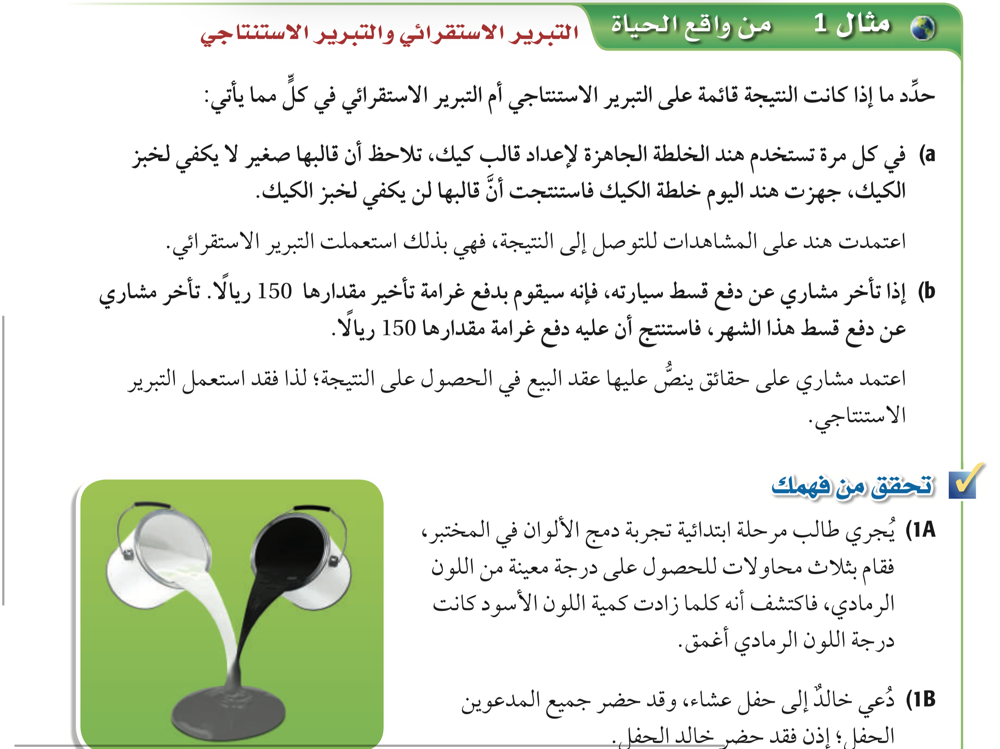 مثال 1 من واقع الحياة
التبرير الاستقرائي والتبرير الاستنتاجي
حدِّد ما إذا كانت النتيجة قائمة على التبرير الاستنتاجي أم التبرير الاستقرائي في كلٍّ مما يأتي:
a) في كل مرة تستخدم هند الخلطة الجاهزة لإعداد قالب كيك، تلاحظ أن قالبها صغير لا يكفي لخبز
الكيك، جهزت هند اليوم خلطة الكيك فاستنتجت أنَّ قالبها لن يكفي لخبز الكيك.
اعتمدت هند على المشاهدات للتوصل إلى النتيجة، فهي بذلك استعملت التبرير الاستقرائي.
b) إذا تأخر مشاري عن دفع قسط سيارته، فإنه سيقوم بدفع غرامة تأخير مقدارها 150 ريالًا. تأخر مشاري
عن دفع قسط هذا الشهر، فاستنتج أن عليه دفع غرامة مقدارها 150 ريالًا.
اعتمد مشاري على حقائق ينصُّ عليها عقد البيع في الحصول على النتيجة؛ لذا فقد استعمل التبرير
الاستنتاجي.
تحقق من فهمك
1A) يُجري طالب مرحلة ابتدائية تجربة دمج الألوان في المختبر،
فقام بثلاث محاولات للحصول على درجة معينة من اللون
الرمادي، فاكتشف أنه كلما زادت كمية اللون الأسود كانت
درجة اللون الرمادي أغمق.
1B) دُعي خالدٌ إلى حفل عشاء، وقد حضر جميع المدعوين
الحفل؛ إذن فقد حضر خالد الحفل.